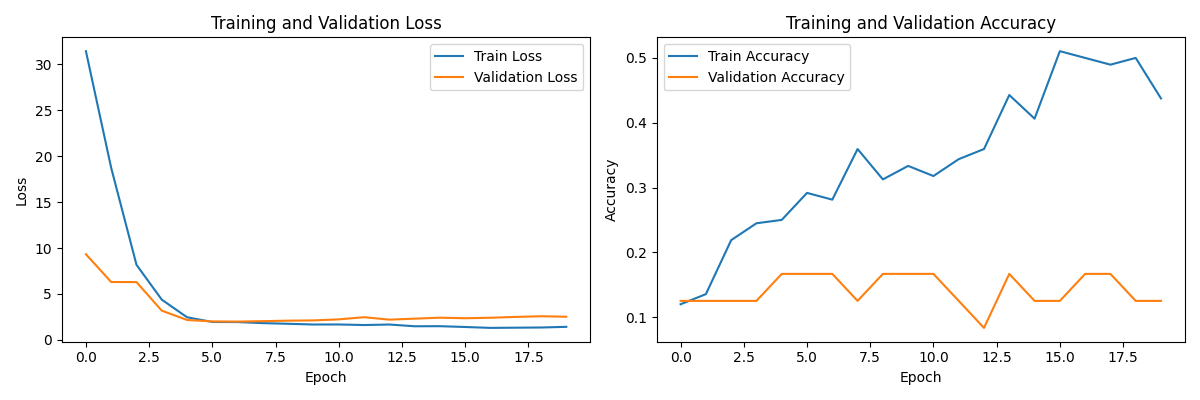 Training and Validation Loss
Train Loss
Validation Loss
30
25
20
15
10
5
0
Loss
0.0 2.5 5.0 7.5 10.0 12.5 15.0 17.5
Epoch
Training and Validation Accuracy
Train Accuracy
Validation Accuracy
0.5
0.4
0.3
0.2
0.1
Accuracy
0.0 2.5 5.0 7.5 10.0 12.5 15.0 17.5
Epoch